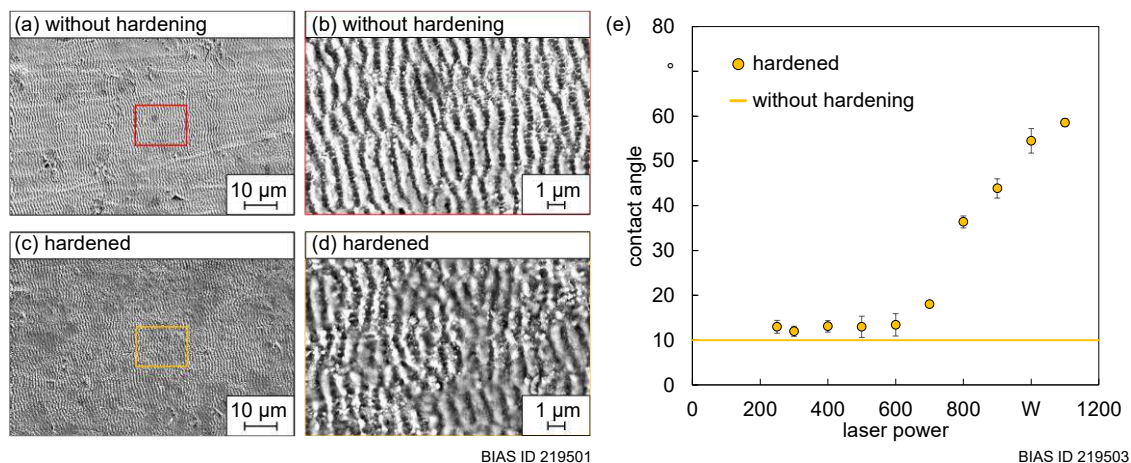 (a) without hardening
10 µm
(b) without hardening
1 µm
(c) hardened
10 µm
(d) hardened
1 µm
BIAS ID 219501
(e)
80
°
60
50
40
30
20
10
0
contact angle
hardened
without hardening
0 200 400 600 800 W 1200
laser power
BIAS ID 219503